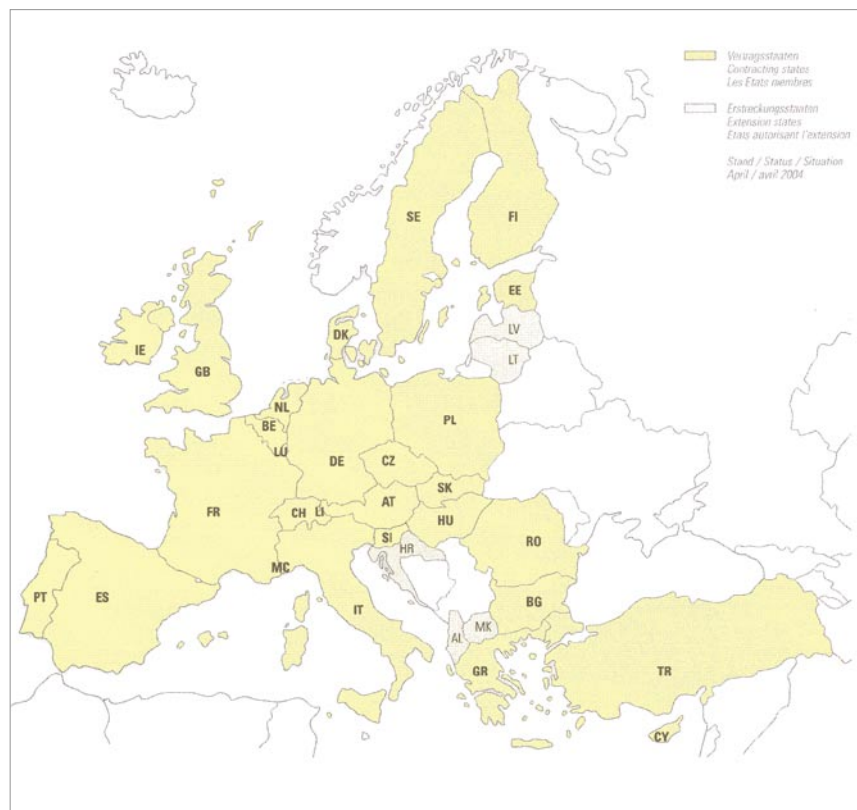 Vertragsstaaten
Contracting states
Les Etats membres
Erstreckungsstaaten
Extension states
Etats autorisant l'extension
Stand / Status / Situation
April / avril 2004
SE
FI
EE
LV
LT
DK
IE
GB
NL
BE
LU
DE
PL
CZ
SK
AT
HU
CH
LI
FR
SI
HR
RO
MC
PT
ES
IT
BG
AL
MK
GR
TR
CY